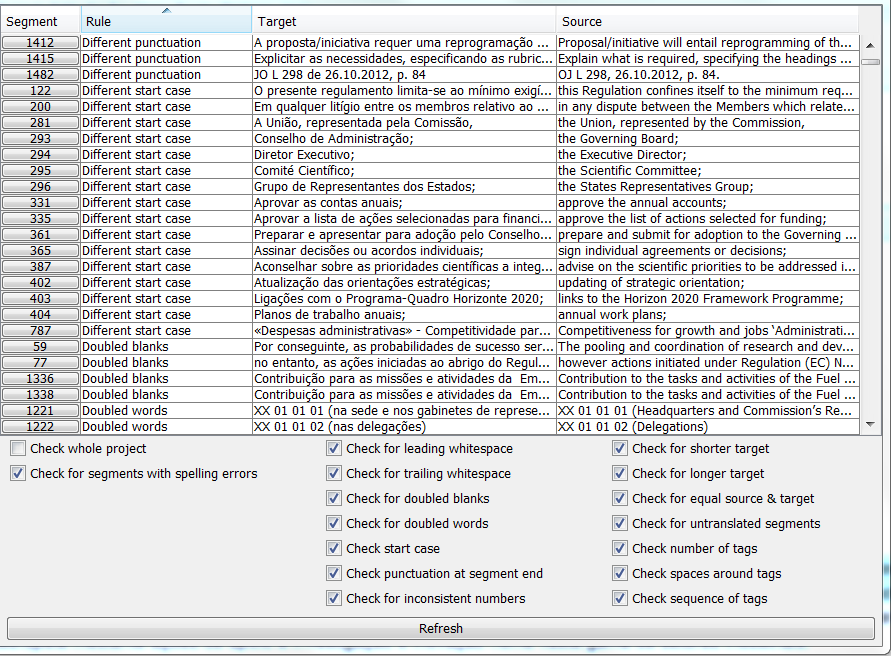 Segment Rule Target Source
1412 Different punctuation A proposta/iniciativa requer uma reprogramação ... Proposal/initiative will entail reprogramming of th...
1415 Different punctuation Explicitar as necessidades, especificando as rubric... Explain what is required, specifying the headings ...
1482 Different punctuation JO L 298 de 26.10.2012, p. 84 OJ L 298, de 26.10.2012, p. 84.
122 Different start case O presente regulamento limita-se ao mínimo exigí... this Regulation confines itself to the minimum req...
200 Different start case Em qualquer litígio entre os membros relativo ao ... in any dispute between the Members which relate...
281 Different start case A União, representada pela Comissão, the Union, represented by the Commission,
293 Different start case Conselho de Administração; the Governing Board;
294 Different start case Diretor Executivo; the Executive Director;
295 Different start case Comité Científico; the Scientific Committee;
296 Different start case Grupo de Representantes dos Estados; the States Representatives Group;
331 Different start case Aprovar as contas anuais; approve the annual accounts;
335 Different start case Aprovar a lista de ações selecionadas para financi... approve the list of actions selected for funding;
361 Different start case Preparar e apresentar para adoção pelo Conselho... prepare and submit for adoption to the Governing ...
365 Different start case Assinar decisões ou acordos individuais; sign individual agreements or decisions;
387 Different start case Aconselhar sobre as prioridades científicas a integ... advise on the scientific priorities to be addressed i...
402 Different start case Atualização das orientações estratégicas; updating of strategic orientation;
403 Different start case Ligações com o Programa-Quadro Horizonte 2020; links to the Horizon 2020 Framework Programme;
404 Different start case Planos de trabalho anuais; annual work plans;
787 Different start case «Despesas administrativas» - Competitividade par... Competitiveness for growth and jobs ‘Administrati...
59 Doubled blanks Por conseguinte, as probabilidades de sucesso ser... The pooling and coordination of research and dev...
77 Doubled blanks no entanto, as ações iniciadas ao abrigo do Regul... however actions initiated under Regulation (EC) N...
1336 Doubled blanks Contribuição para as missões e atividades da  Em... Contribution to the tasks and activities of the Fuel ...
1338 Doubled blanks Contribuição para as missões e atividades da  Em... Contribution to the tasks and activities of the Fuel ...
1221 Doubled words XX 01 01 01 (na sede e nos gabinetes de represe... XX 01 01 01 (Headquarters and Commission’s Re...
1222 Doubled words XX 01 01 02 (nas delegações) XX 01 01 02 (Delegations)
Check whole project Check for leading whitespace Check for shorter target
Check for segments with spelling errors Check for trailing whitespace Check for longer target
Check for doubled blanks Check for equal source & target
Check for doubled words Check for untranslated segments
Check start case Check number of tags
Check punctuation at segment end Check spaces around tags
Check for inconsistent numbers Check sequence of tags
Refresh